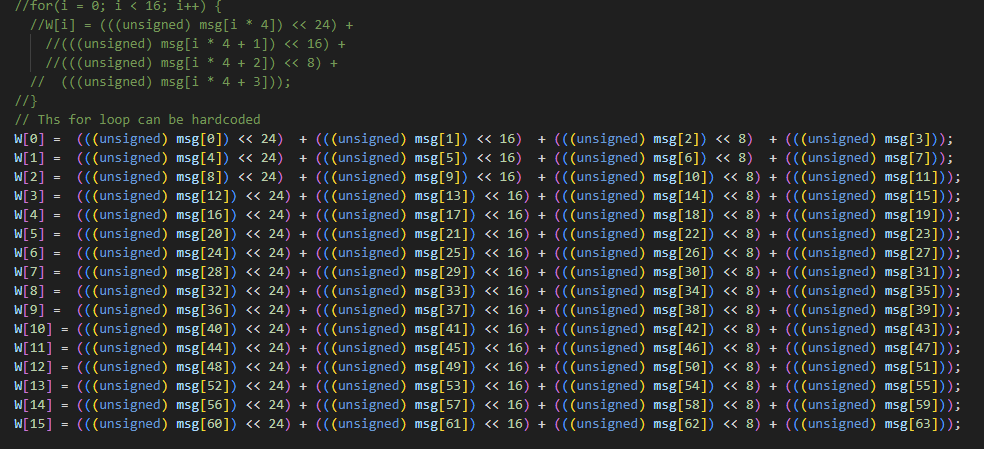 //for(i = 0; i < 16; i++) {
//W[i] = (((unsigned) msg[i * 4]) << 24) +
//(((unsigned) msg[i * 4 + 1]) << 16) +
//(((unsigned) msg[i * 4 + 2]) << 8) +
// (((unsigned) msg[i * 4 + 3]));
//}
// Ths for loop can be hardcoded
W[0] = (((unsigned) msg[0]) << 24) + (((unsigned) msg[1]) << 16) + (((unsigned) msg[2]) << 8) + (((unsigned) msg[3]));
W[1] = (((unsigned) msg[4]) << 24) + (((unsigned) msg[5]) << 16) + (((unsigned) msg[6]) << 8) + (((unsigned) msg[7]));
W[2] = (((unsigned) msg[8]) << 24) + (((unsigned) msg[9]) << 16) + (((unsigned) msg[10]) << 8) + (((unsigned) msg[11]));
W[3] = (((unsigned) msg[12]) << 24) + (((unsigned) msg[13]) << 16) + (((unsigned) msg[14]) << 8) + (((unsigned) msg[15]));
W[4] = (((unsigned) msg[16]) << 24) + (((unsigned) msg[17]) << 16) + (((unsigned) msg[18]) << 8) + (((unsigned) msg[19]));
W[5] = (((unsigned) msg[20]) << 24) + (((unsigned) msg[21]) << 16) + (((unsigned) msg[22]) << 8) + (((unsigned) msg[23]));
W[6] = (((unsigned) msg[24]) << 24) + (((unsigned) msg[25]) << 16) + (((unsigned) msg[26]) << 8) + (((unsigned) msg[27]));
W[7] = (((unsigned) msg[28]) << 24) + (((unsigned) msg[29]) << 16) + (((unsigned) msg[30]) << 8) + (((unsigned) msg[31]));
W[8] = (((unsigned) msg[32]) << 24) + (((unsigned) msg[33]) << 16) + (((unsigned) msg[34]) << 8) + (((unsigned) msg[35]));
W[9] = (((unsigned) msg[36]) << 24) + (((unsigned) msg[37]) << 16) + (((unsigned) msg[38]) << 8) + (((unsigned) msg[39]));
W[10] = (((unsigned) msg[40]) << 24) + (((unsigned) msg[41]) << 16) + (((unsigned) msg[42]) << 8) + (((unsigned) msg[43]));
W[11] = (((unsigned) msg[44]) << 24) + (((unsigned) msg[45]) << 16) + (((unsigned) msg[46]) << 8) + (((unsigned) msg[47]));
W[12] = (((unsigned) msg[48]) << 24) + (((unsigned) msg[49]) << 16) + (((unsigned) msg[50]) << 8) + (((unsigned) msg[51]));
W[13] = (((unsigned) msg[52]) << 24) + (((unsigned) msg[53]) << 16) + (((unsigned) msg[54]) << 8) + (((unsigned) msg[55]));
W[14] = (((unsigned) msg[56]) << 24) + (((unsigned) msg[57]) << 16) + (((unsigned) msg[58]) << 8) + (((unsigned) msg[59]));
W[15] = (((unsigned) msg[60]) << 24) + (((unsigned) msg[61]) << 16) + (((unsigned) msg[62]) << 8) + (((unsigned) msg[63]));